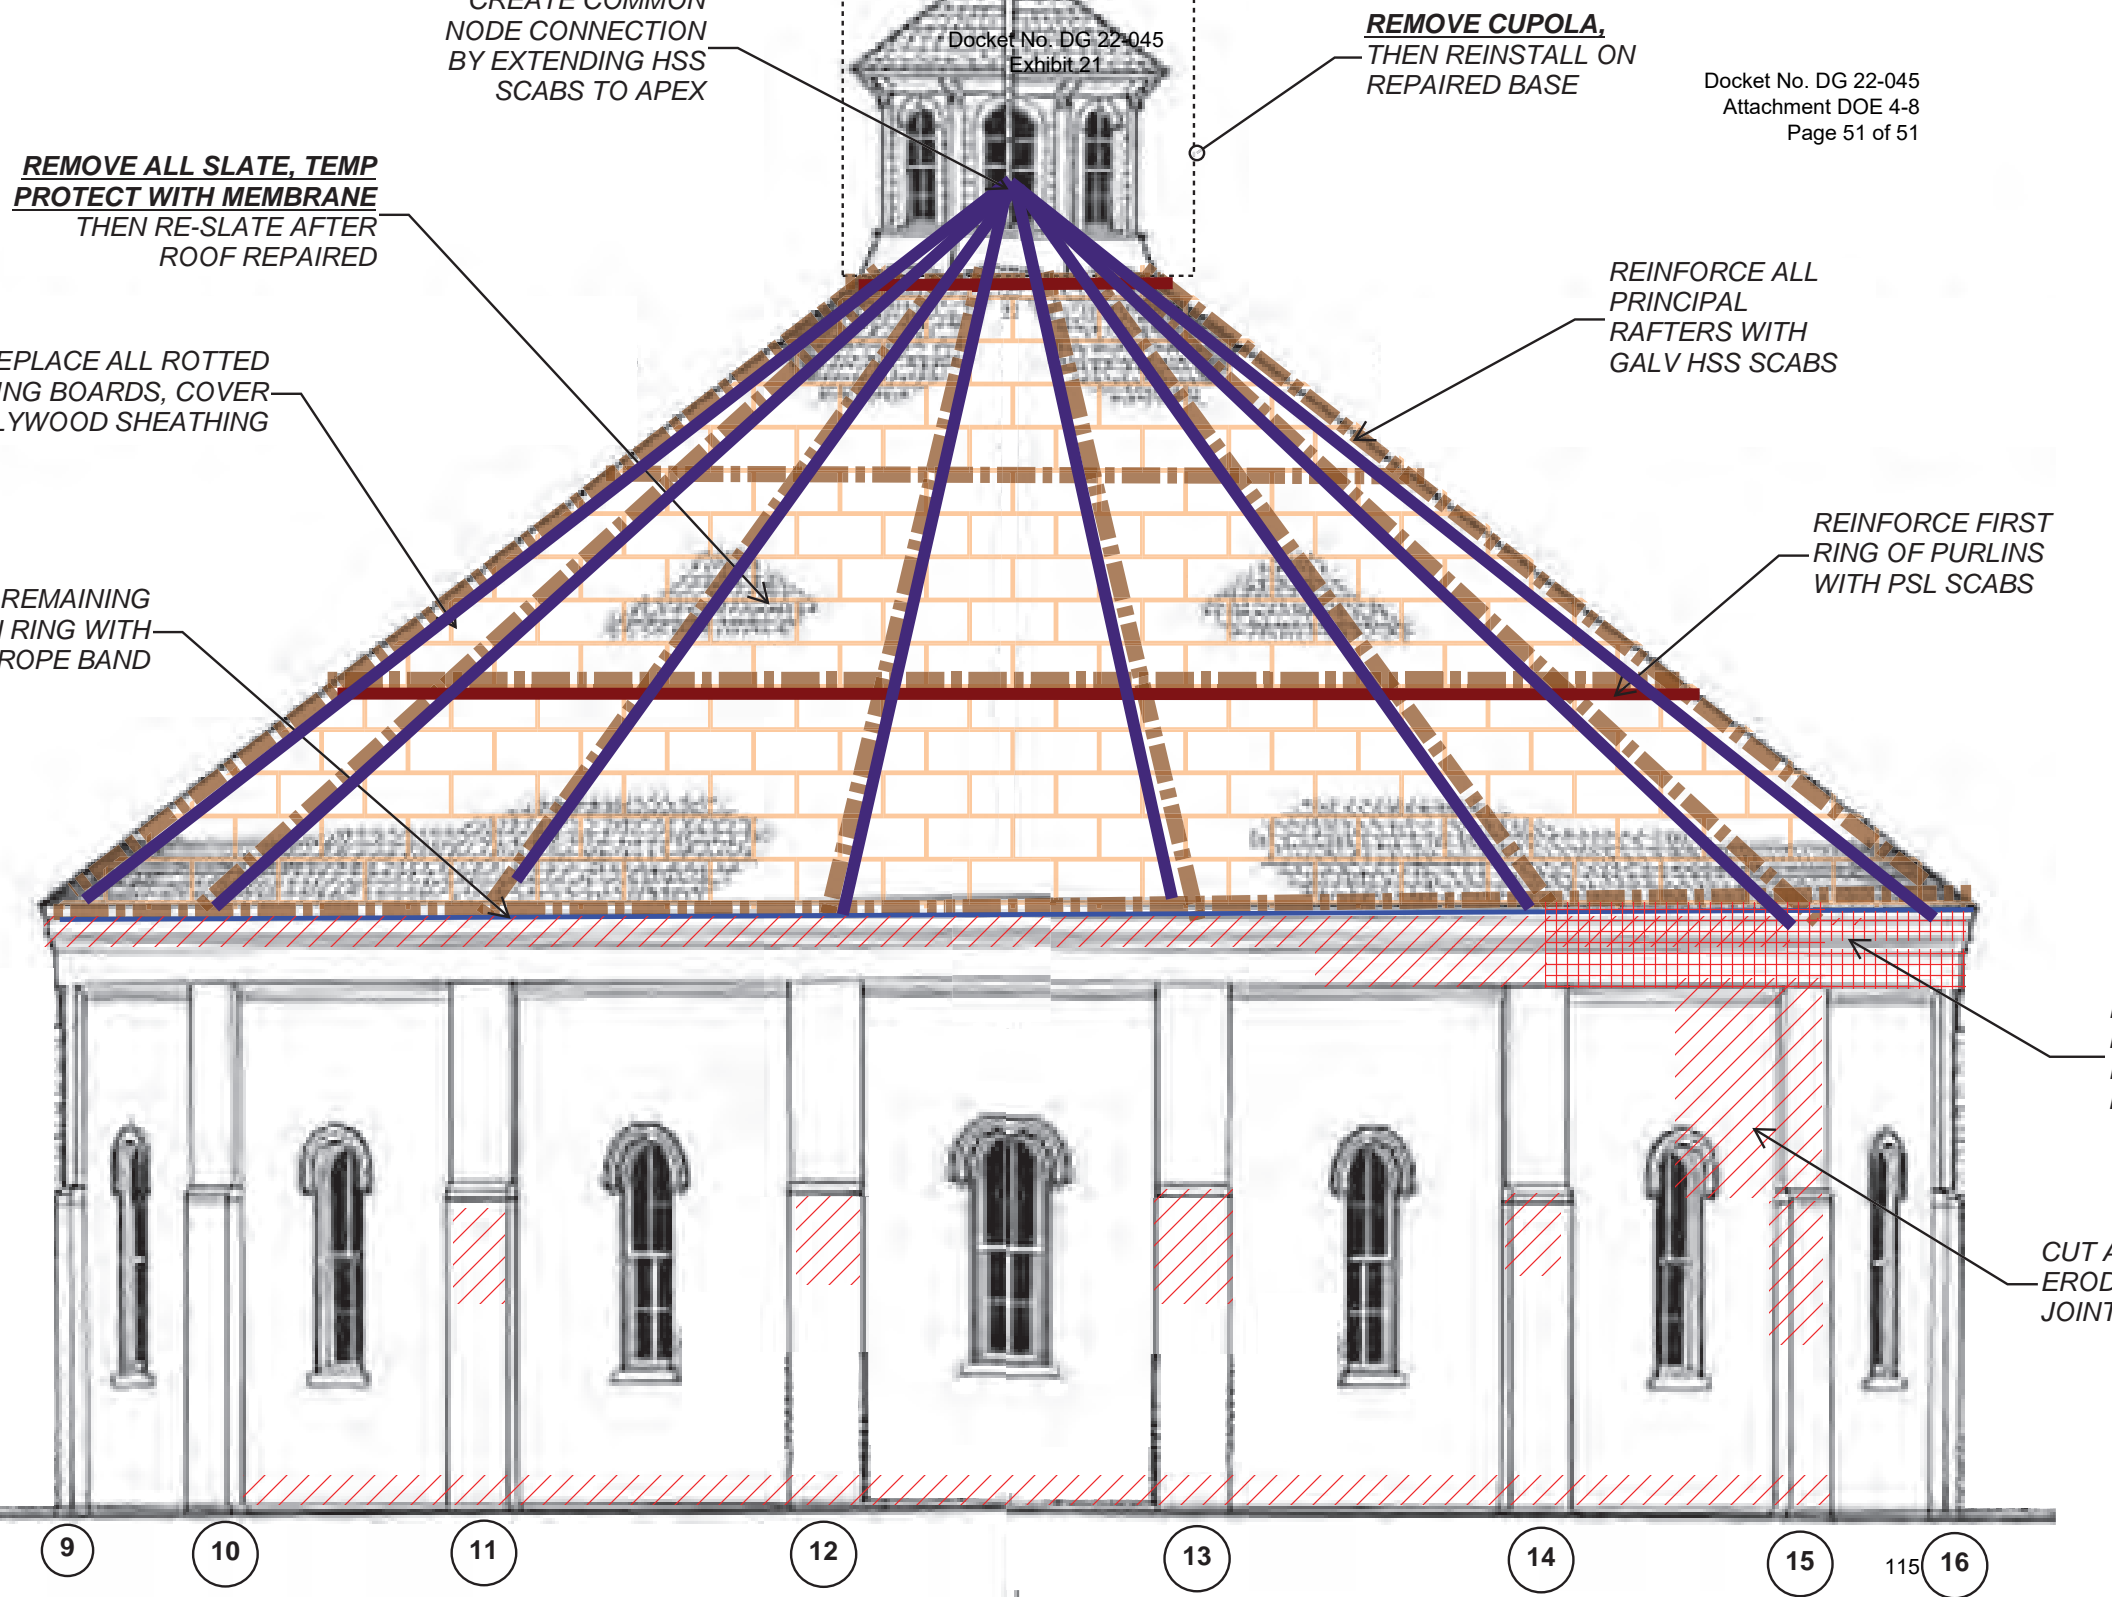 CREATE COMMON
NODE CONNECTION
BY EXTENDING HSS
SCABS TO APEX
Docket No. DG 22-045
Exhibit 21
REMOVE CUPOLA,
THEN REINSTALL ON
REPAIRED BASE
Docket No. DG 22-045
Attachment DOE 4-8
Page 51 of 51
REMOVE ALL SLATE, TEMP
PROTECT WITH MEMBRANE
THEN RE-SLATE AFTER
ROOF REPAIRED
REINFORCE ALL
PRINCIPAL
RAFTERS WITH
GALV HSS SCABS
EPLACE ALL ROTTED
ING BOARDS, COVER
LYWOOD SHEATHING
REINFORCE FIRST
RING OF PURLINS
WITH PSL SCABS
REMAINING
RING WITH
ROPE BAND
CUT A
EROD
JOINT
9
10
11
12
13
14
15
115
16